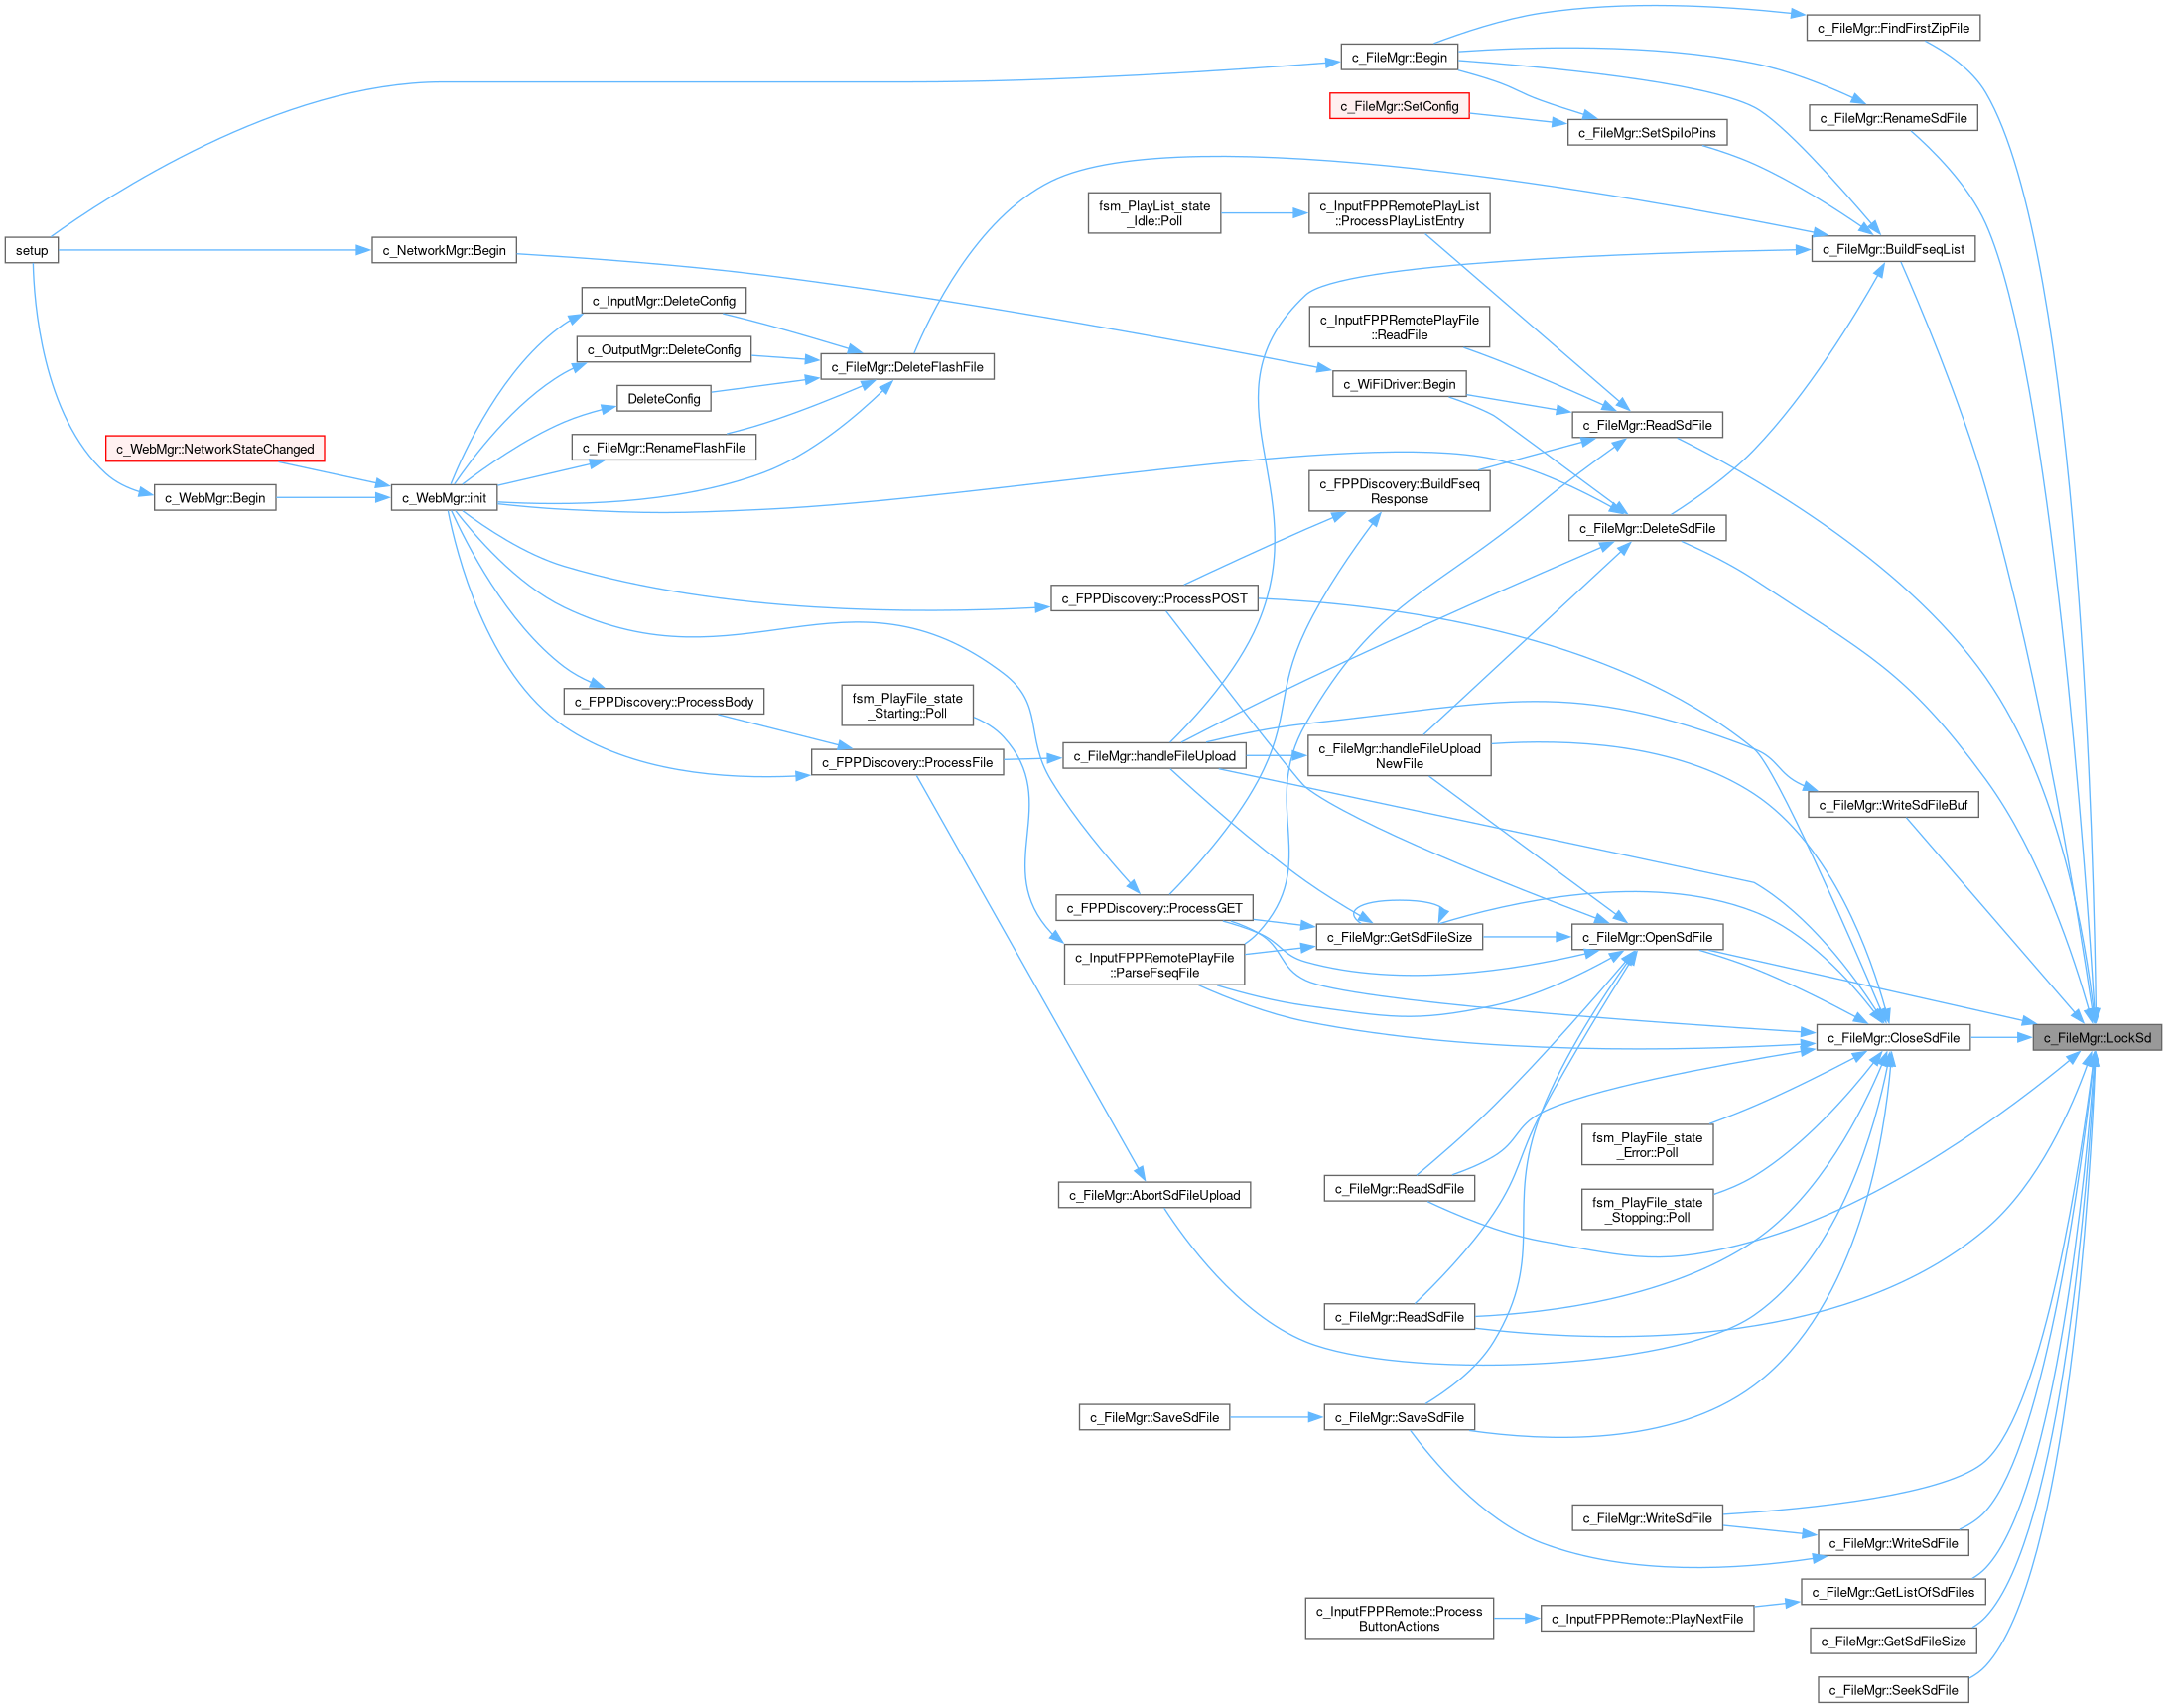 c_FileMgr::FindFirstZipFile
c_FileMgr::Begin
c_FileMgr::SetConfig
c_FileMgr::RenameSdFile
c_FileMgr::SetSpiIoPins
fsm_PlayList_state
_Idle::Poll
c_InputFPPRemotePlayList
::ProcessPlayListEntry
setup
c_NetworkMgr::Begin
c_FileMgr::BuildFseqList
c_InputMgr::DeleteConfig
c_InputFPPRemotePlayFile
::ReadFile
c_OutputMgr::DeleteConfig
c_FileMgr::DeleteFlashFile
c_WiFiDriver::Begin
DeleteConfig
c_FileMgr::ReadSdFile
c_WebMgr::NetworkStateChanged
c_FileMgr::RenameFlashFile
c_WebMgr::Begin
c_WebMgr::init
c_FPPDiscovery::BuildFseq
Response
c_FileMgr::DeleteSdFile
c_FPPDiscovery::ProcessPOST
c_FPPDiscovery::ProcessBody
fsm_PlayFile_state
_Starting::Poll
c_FPPDiscovery::ProcessFile
c_FileMgr::handleFileUpload
c_FileMgr::handleFileUpload
NewFile
c_FileMgr::WriteSdFileBuf
c_FPPDiscovery::ProcessGET
c_FileMgr::GetSdFileSize
c_FileMgr::OpenSdFile
c_InputFPPRemotePlayFile
::ParseFseqFile
c_FileMgr::CloseSdFile
c_FileMgr::LockSd
fsm_PlayFile_state
_Error::Poll
c_FileMgr::AbortSdFileUpload
c_FileMgr::ReadSdFile
fsm_PlayFile_state
_Stopping::Poll
c_FileMgr::ReadSdFile
c_FileMgr::SaveSdFile
c_FileMgr::SaveSdFile
c_FileMgr::WriteSdFile
c_FileMgr::WriteSdFile
c_FileMgr::GetListOfSdFiles
c_InputFPPRemote::Process
ButtonActions
c_InputFPPRemote::PlayNextFile
c_FileMgr::GetSdFileSize
c_FileMgr::SeekSdFile